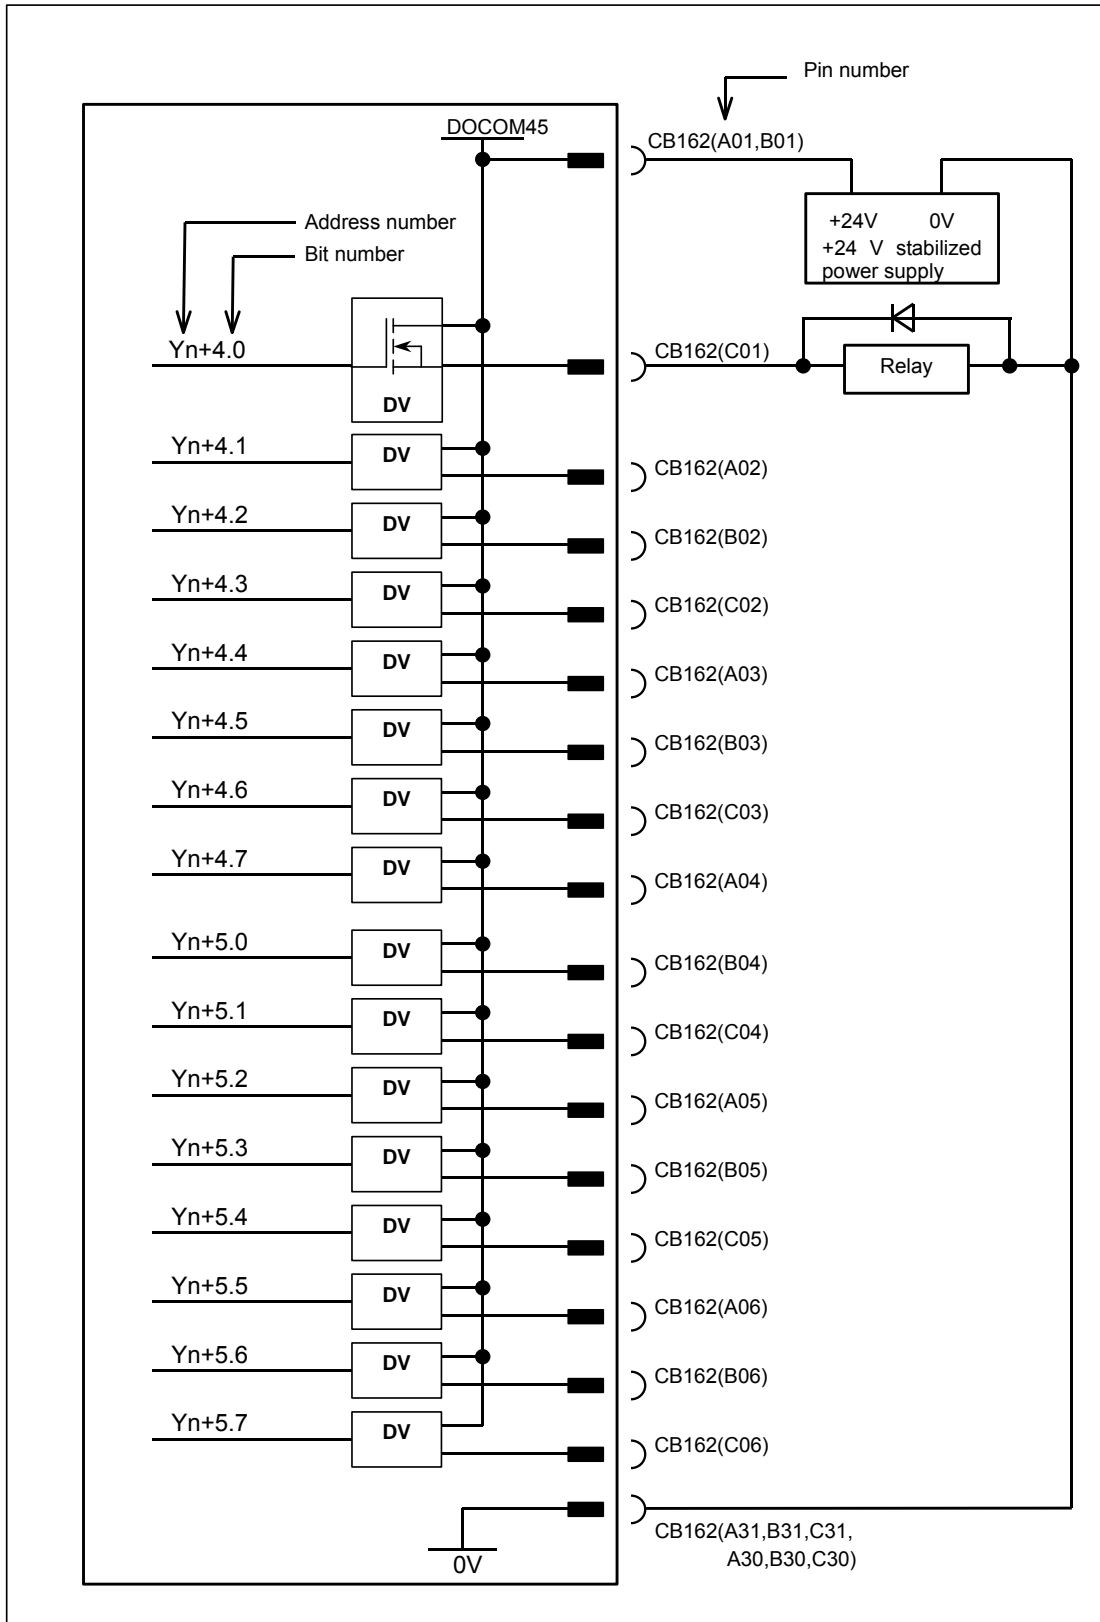 Pin number
DOCOM45
CB162(A01,B01)
+24V 0V
+24 V stabilized
power supply
Address number
Bit number
Yn+4.0
DV
CB162(C01)
Relay
Yn+4.1
DV
CB162(A02)
Yn+4.2
DV
CB162(B02)
Yn+4.3
DV
CB162(C02)
Yn+4.4
DV
CB162(A03)
Yn+4.5
DV
CB162(B03)
Yn+4.6
DV
CB162(C03)
Yn+4.7
DV
CB162(A04)
Yn+5.0
DV
CB162(B04)
Yn+5.1
DV
CB162(C04)
Yn+5.2
DV
CB162(A05)
Yn+5.3
DV
CB162(B05)
Yn+5.4
DV
CB162(C05)
Yn+5.5
DV
CB162(A06)
Yn+5.6
DV
CB162(B06)
Yn+5.7
DV
CB162(C06)
0V
CB162(A31,B31,C31,
A30,B30,C30)